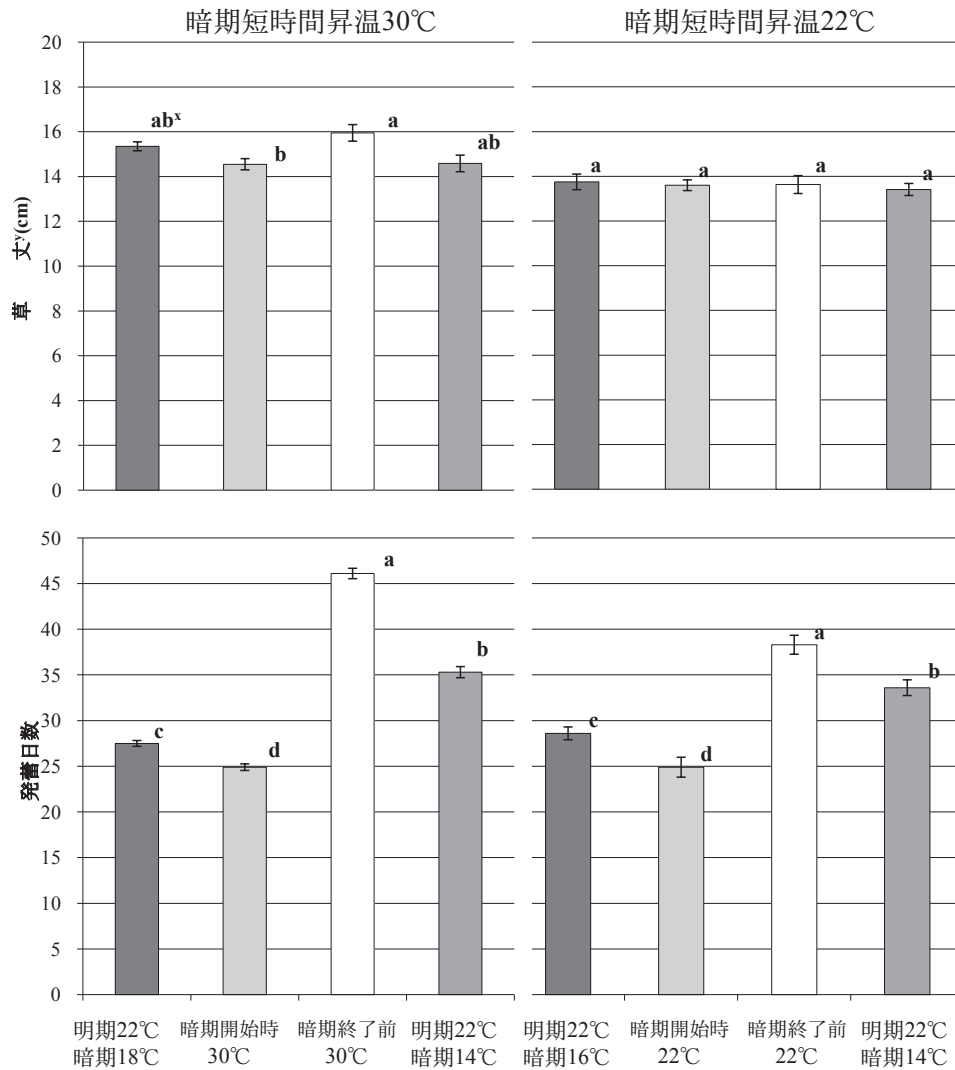 暗期短時間昇温30℃
暗期短時間昇温22℃
草 丈y(cm)
20
18
16
14
12
10
8
6
4
2
0
abx
b
a
ab
a
a
a
a
発蕾日数
50
45
40
35
30
25
20
15
10
5
0
c
d
a
b
c
d
a
b
明期22℃
暗期18℃
暗期開始時
30℃
暗期終了前
30℃
明期22℃
暗期14℃
明期22℃
暗期16℃
暗期開始時
22℃
暗期終了前
22℃
明期22℃
暗期14℃